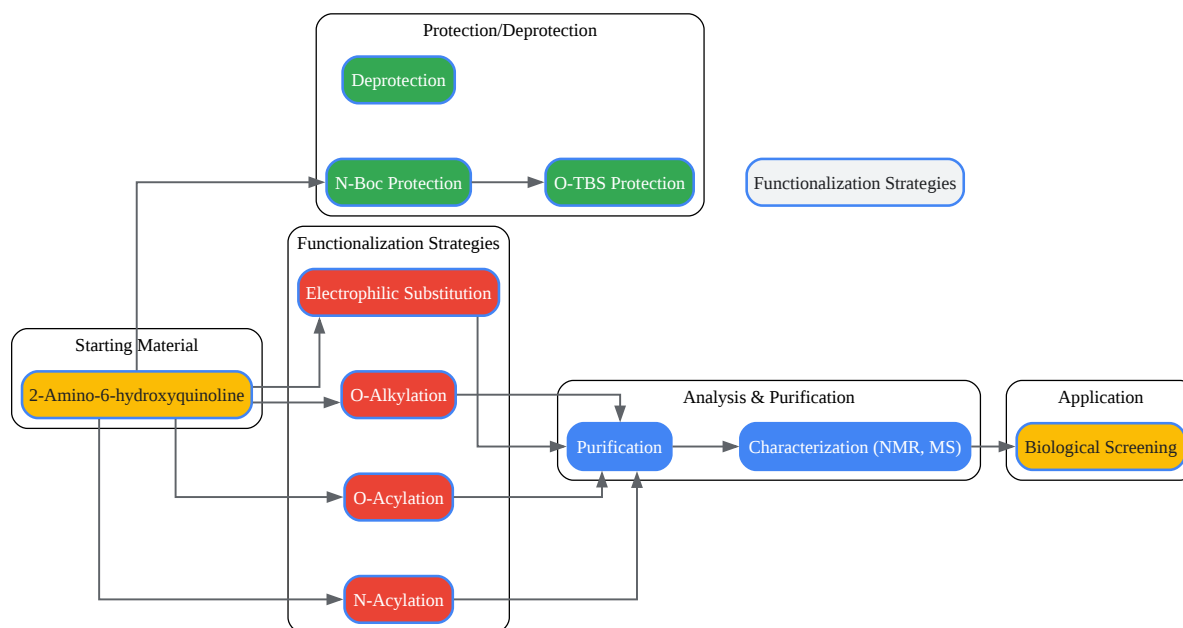 Protection/Deprotection
Deprotection
N-Boc Protection
O-TBS Protection
Functionalization Strategies
Functionalization Strategies
Electrophilic Substitution
Starting Material
2-Amino-6-hydroxyquinoline
O-Alkylation
O-Acylation
N-Acylation
Analysis & Purification
Purification
Characterization (NMR, MS)
Application
Biological Screening